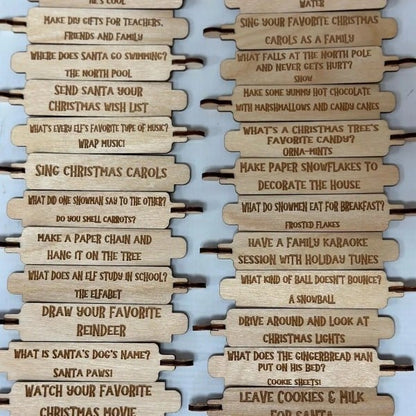 HE'S COOL
MAKE DIY GIFTS FOR TEACHERS,
FRIENDS AND FAMILY
WHERE DOES SANTA GO SWIMMING?
THE NORTH POOL
SEND SANTA YOUR
CHRISTMAS WISH LIST
WHAT'S EVERY ELF'S FAVORITE TYPE OF MUSIC?
WRAP MUSIC!
SING CHRISTMAS CAROLS
WHAT DID ONE SNOWMAN SAY TO THE OTHER?
DO YOU SMELL CARROTS?
MAKE A PAPER CHAIN AND
HANG IT ON THE TREE
WHAT DOES AN ELF STUDY IN SCHOOL?
THE ELFABET
DRAW YOUR FAVORITE
REINDEER
WHAT IS SANTA'S DOG'S NAME?
SANTA PAWS!
WATCH YOUR FAVORITE
CHRISTMAS MOVIE
WATER
SING YOUR FAVORITE CHRISTMAS
CAROLS AS A FAMILY
WHAT FALLS AT THE NORTH POLE
AND NEVER GETS HURT?
SNOW
MAKE SOME YUMMY HOT CHOCOLATE
WITH MARSHMALLOWS AND CANDY CANES
WHAT'S A CHRISTMAS TREE'S
FAVORITE CANDY?
ORNA-MINTS
MAKE PAPER SNOWFLAKES TO
DECORATE THE HOUSE
WHAT DO SNOWMEN EAT FOR BREAKFAST?
FROSTED FLAKES
HAVE A FAMILY KARAOKE
SESSION WITH HOLIDAY TUNES
WHAT KIND OF BALL DOESN'T BOUNCE?
A SNOWBALL
DRIVE AROUND AND LOOK AT
CHRISTMAS LIGHTS
WHAT DOES THE GINGERBREAD MAN
PUT ON HIS BED?
COOKIE SHEETS!
LEAVE COOKIES & MILK
FOR SANTA